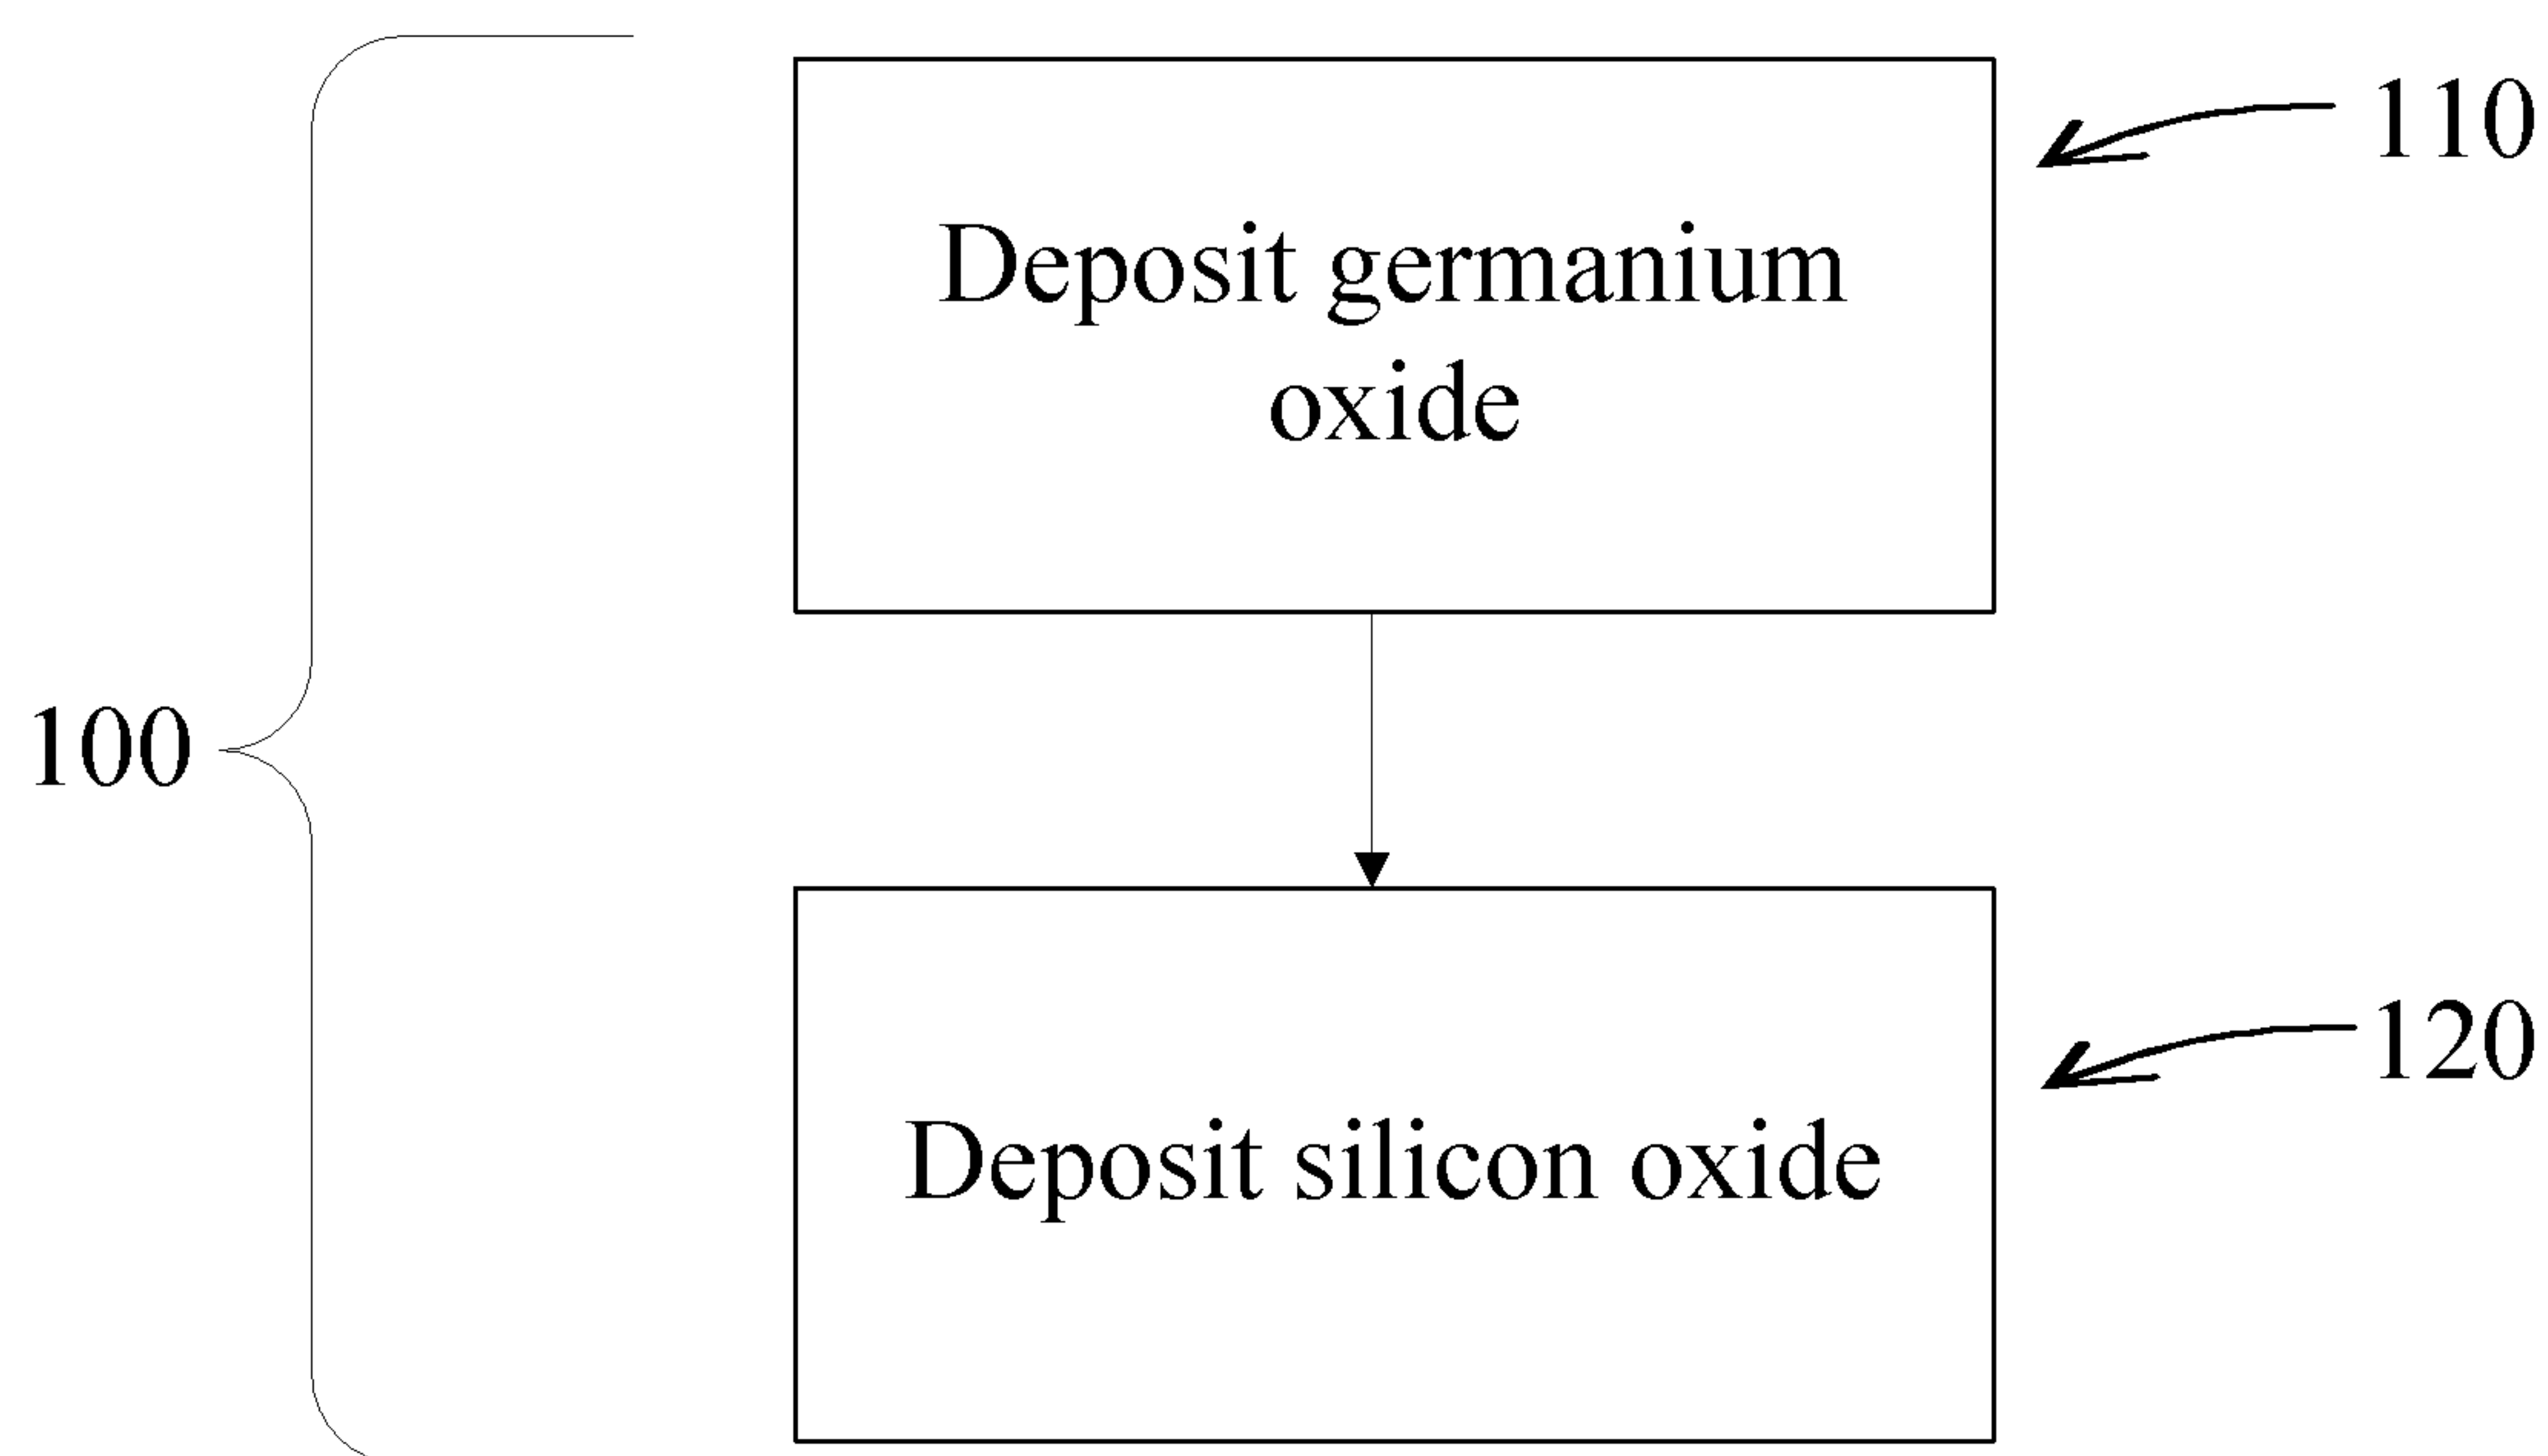 110
Deposit germanium
oxide
100
120
Deposit silicon oxide